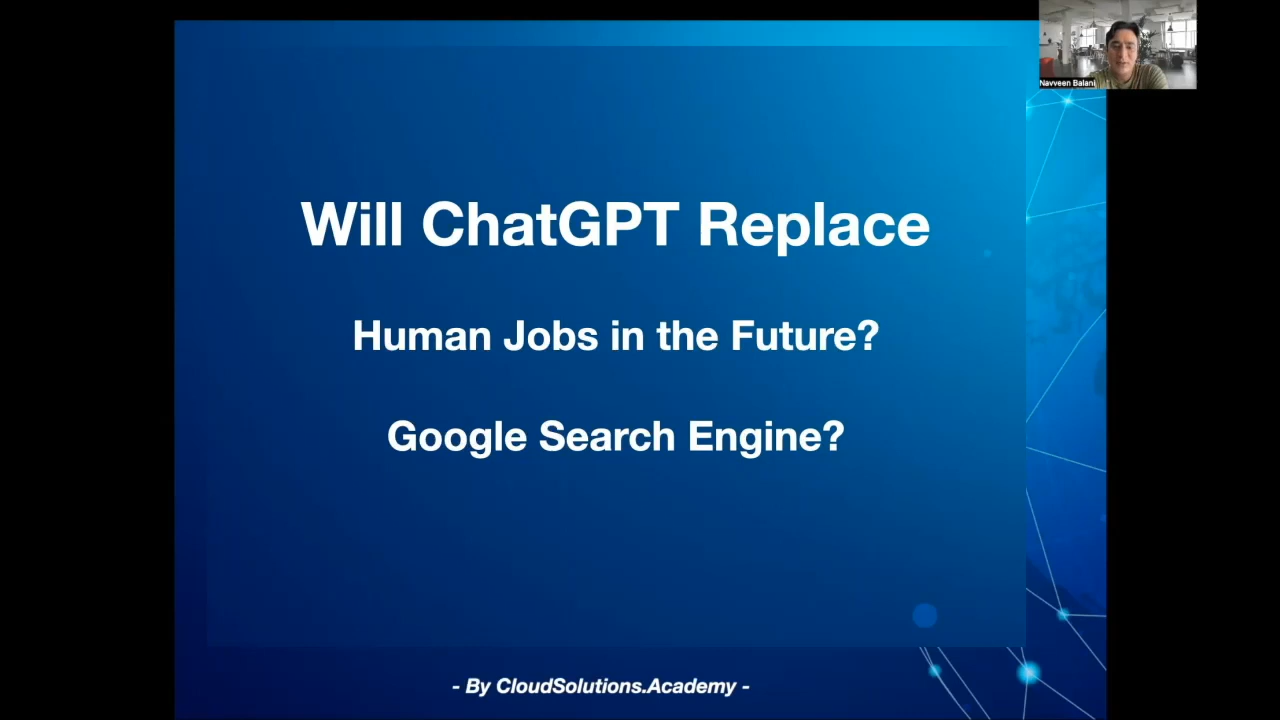 Will ChatGPT Replace
Human Jobs in the Future?
Google Search Engine?
- By CloudSolutions.Academy -
Navveen Balani